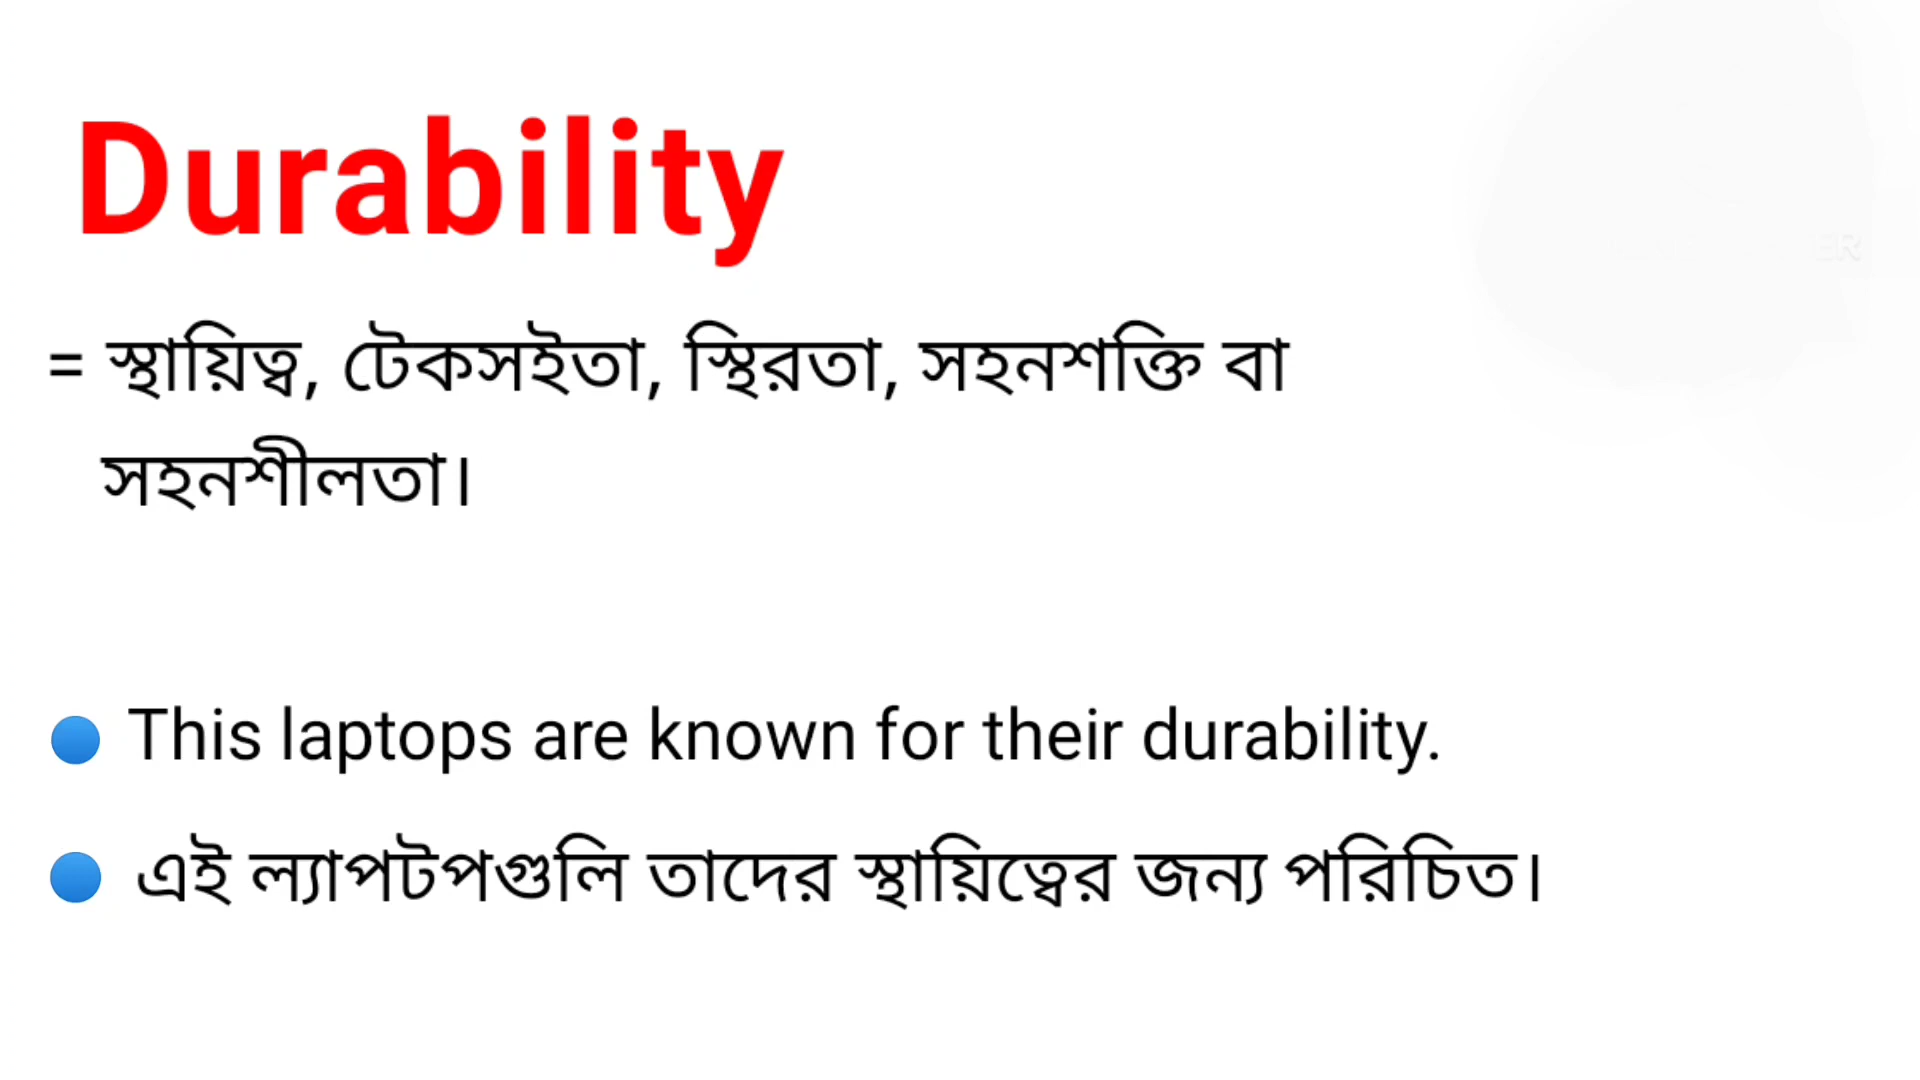 Durability
= স্থায়িত্ব, টেকসইতা, স্থিরতা, সহনশক্তি বা
সহনশীলতা।
This laptops are known for their durability.
এই ল্যাপটপগুলি তাদের স্থায়িত্বের জন্য পরিচিত।